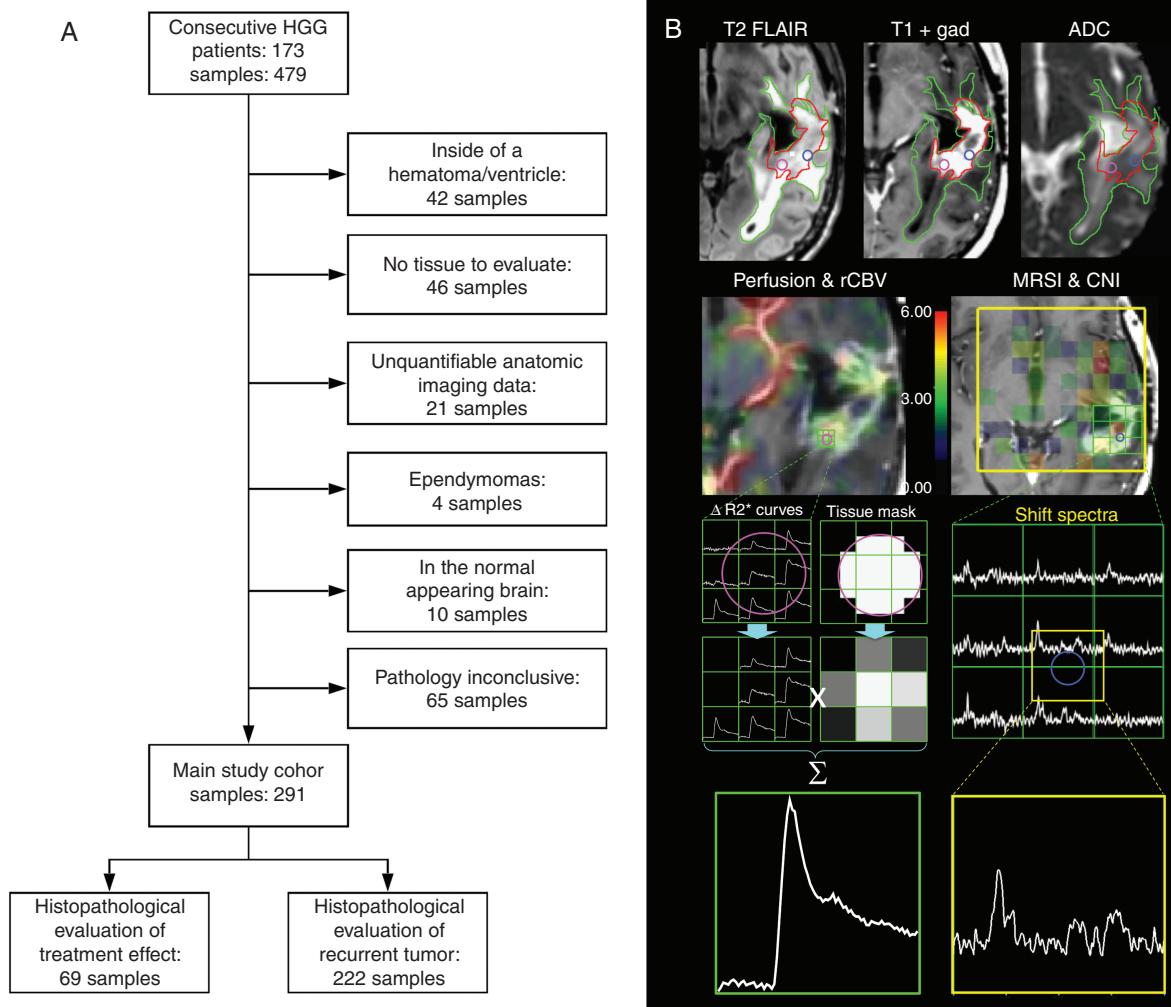 A
Consecutive HGG
patients: 173
samples: 479
Inside of a
hematoma/ventricle:
42 samples
No tissue to evaluate:
46 samples
Unquantifiable anatomic
imaging data:
21 samples
Ependymomas:
4 samples
In the normal
appearing brain:
10 samples
Pathology inconclusive:
65 samples
Main study cohor
samples: 291
Histopathological
evaluation of
treatment effect:
69 samples
Histopathological
evaluation of
recurrent tumor:
222 samples
B
T2 FLAIR
T1 + gad
ADC
Perfusion & rCBV
MRSI & CNI
6.00
3.00
0.00
Δ R2* curves
Tissue mask
Shift spectra
X
Σ